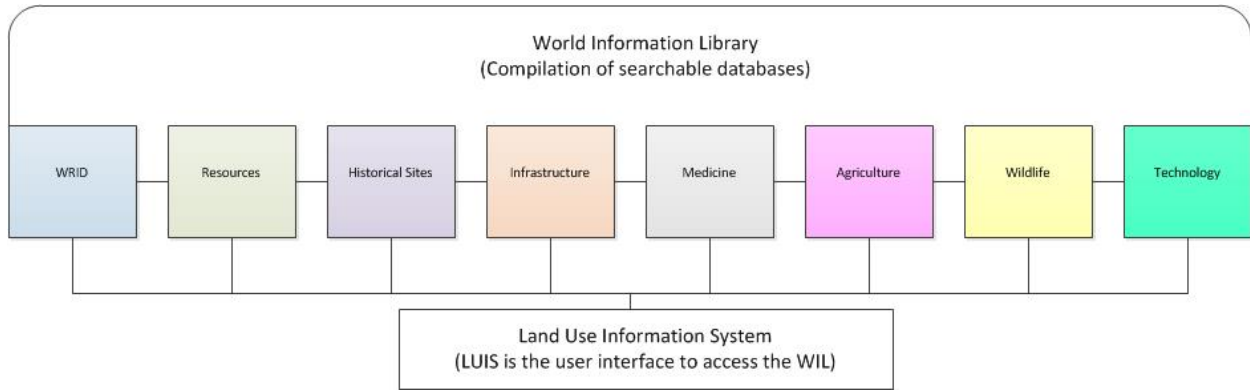 World Information Library
(Compilation of searchable databases)
WRID
Resources
Historical Sites
Infrastructure
Medicine
Agriculture
Wildlife
Technology
Land Use Information System
(LUIS is the user interface to access the WIL)